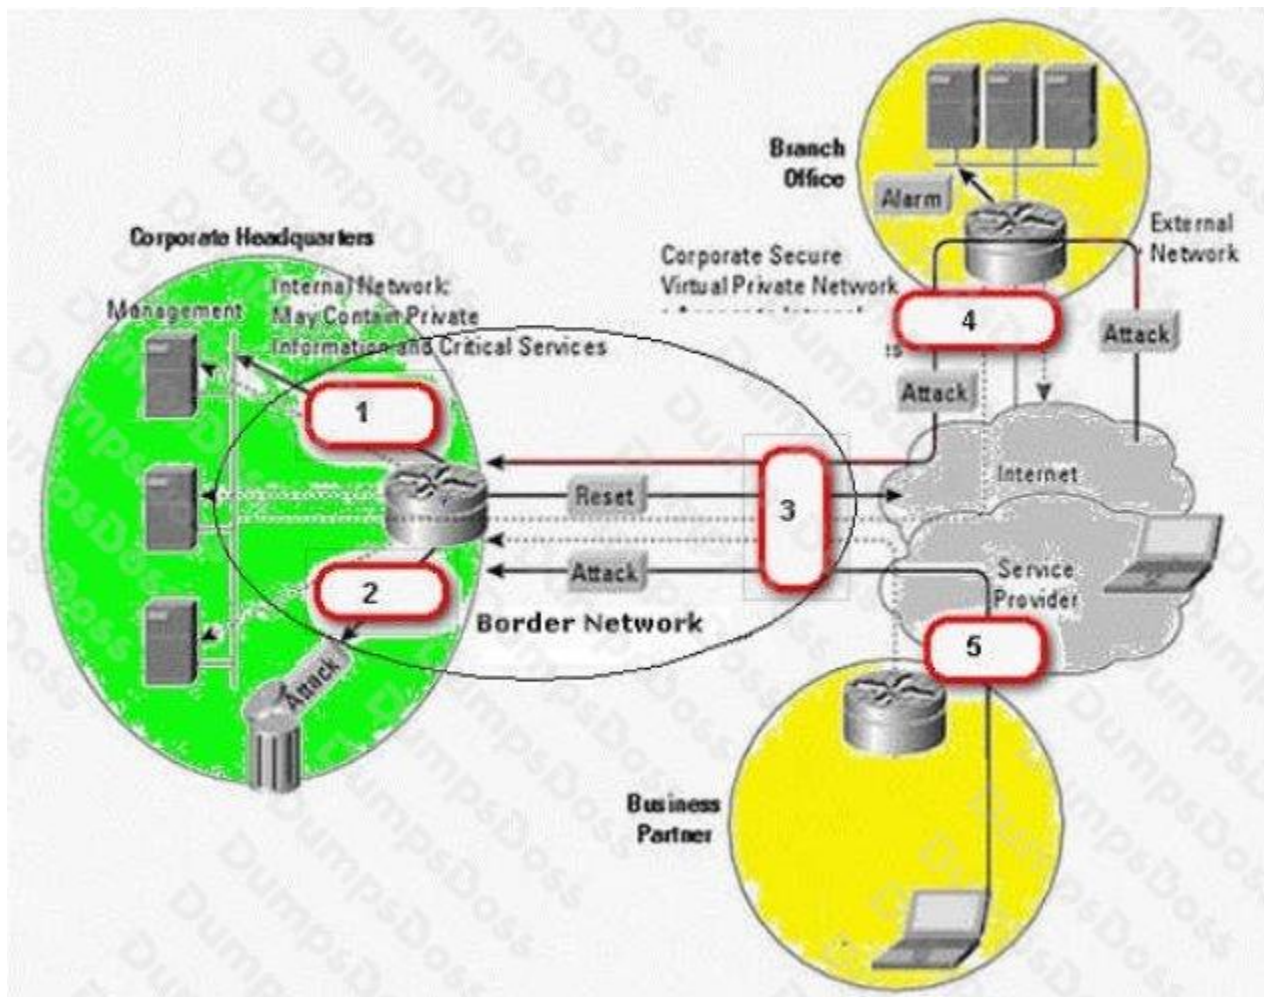 Branch
Office
Alarm
External
Network
Corporate Headquarters
Corporate Secure
Virtual Private Network
Internal Network:
May Contain Private
Information and Critical Services
Management
4
Attack
Attack
1
Internet
Reset
3
Attack
Service
Provider
2
Border Network
5
Attack
Business
Partner
DumpsDoss